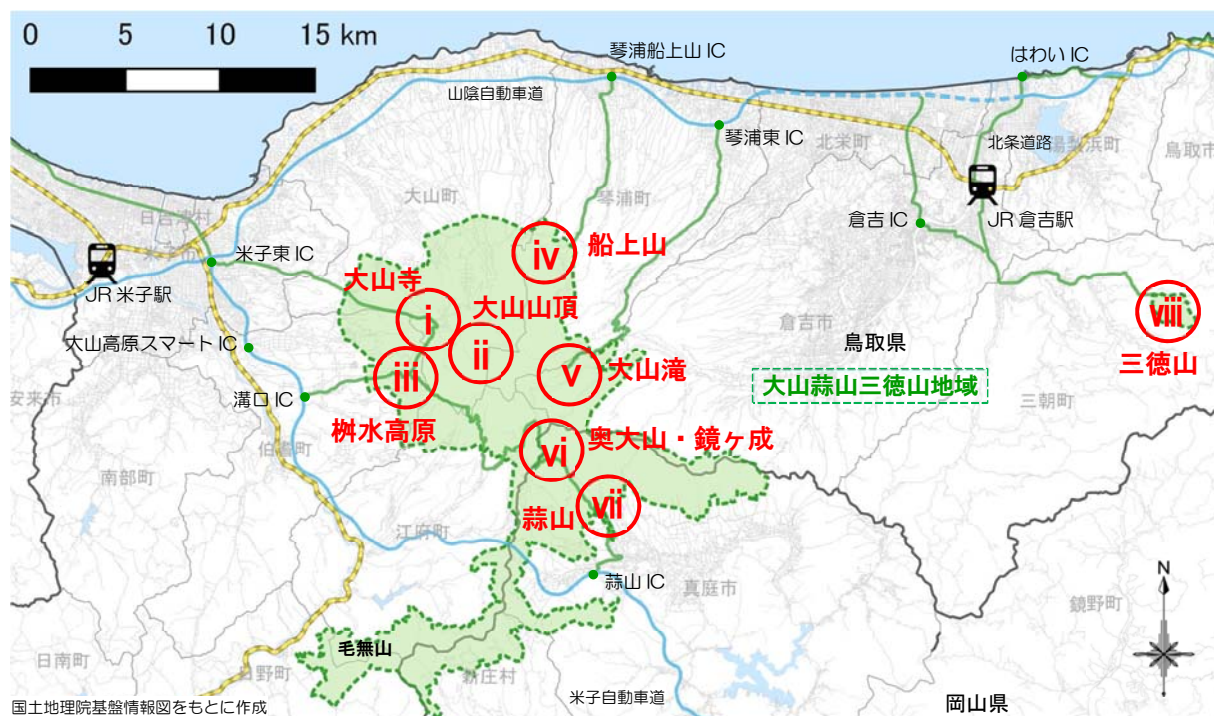 0 5 10 15 km
琴浦船上山 IC
はわい IC
山陰自動車道
琴浦東 IC
北栄町
北条道路
湯梨浜町
鳥取市
大山町
琴浦町
日吉津村
米子市
米子東 IC
JR 米子駅
倉吉 IC
JR 倉吉駅
iv 船上山
大山寺
i
大山山頂
ii
大山高原スマート IC
倉吉市
鳥取県
viii
三徳山
iii
v 大山滝
大山蒜山三徳山地域
安来市
溝口 IC
桝水高原
三朝町
伯耆町
vi 奥大山・鏡ヶ成
南部町
vii
蒜山
江府町
蒜山 IC
真庭市
鏡野町
N
毛無山
日南町
日野町
新庄村
米子自動車道
岡山県
国土地理院基盤情報図をもとに作成